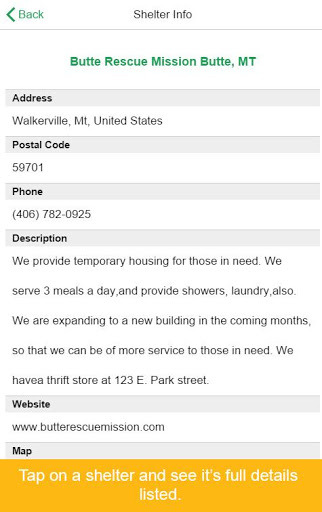 Back
Shelter Info
Butte Rescue Mission Butte, MT
Address
Walkerville, Mt, United States
Postal Code
59701
Phone
(406) 782-0925
Description
We provide temporary housing for those in need. We
serve 3 meals a day,and provide showers, laundry,also.
We are expanding to a new building in the coming months,
so that we can be of more service to those in need. We
havea thrift store at 123 E. Park street.
Website
www.butterescuemission.com
Map
Tap on a shelter and see it's full details
listed.